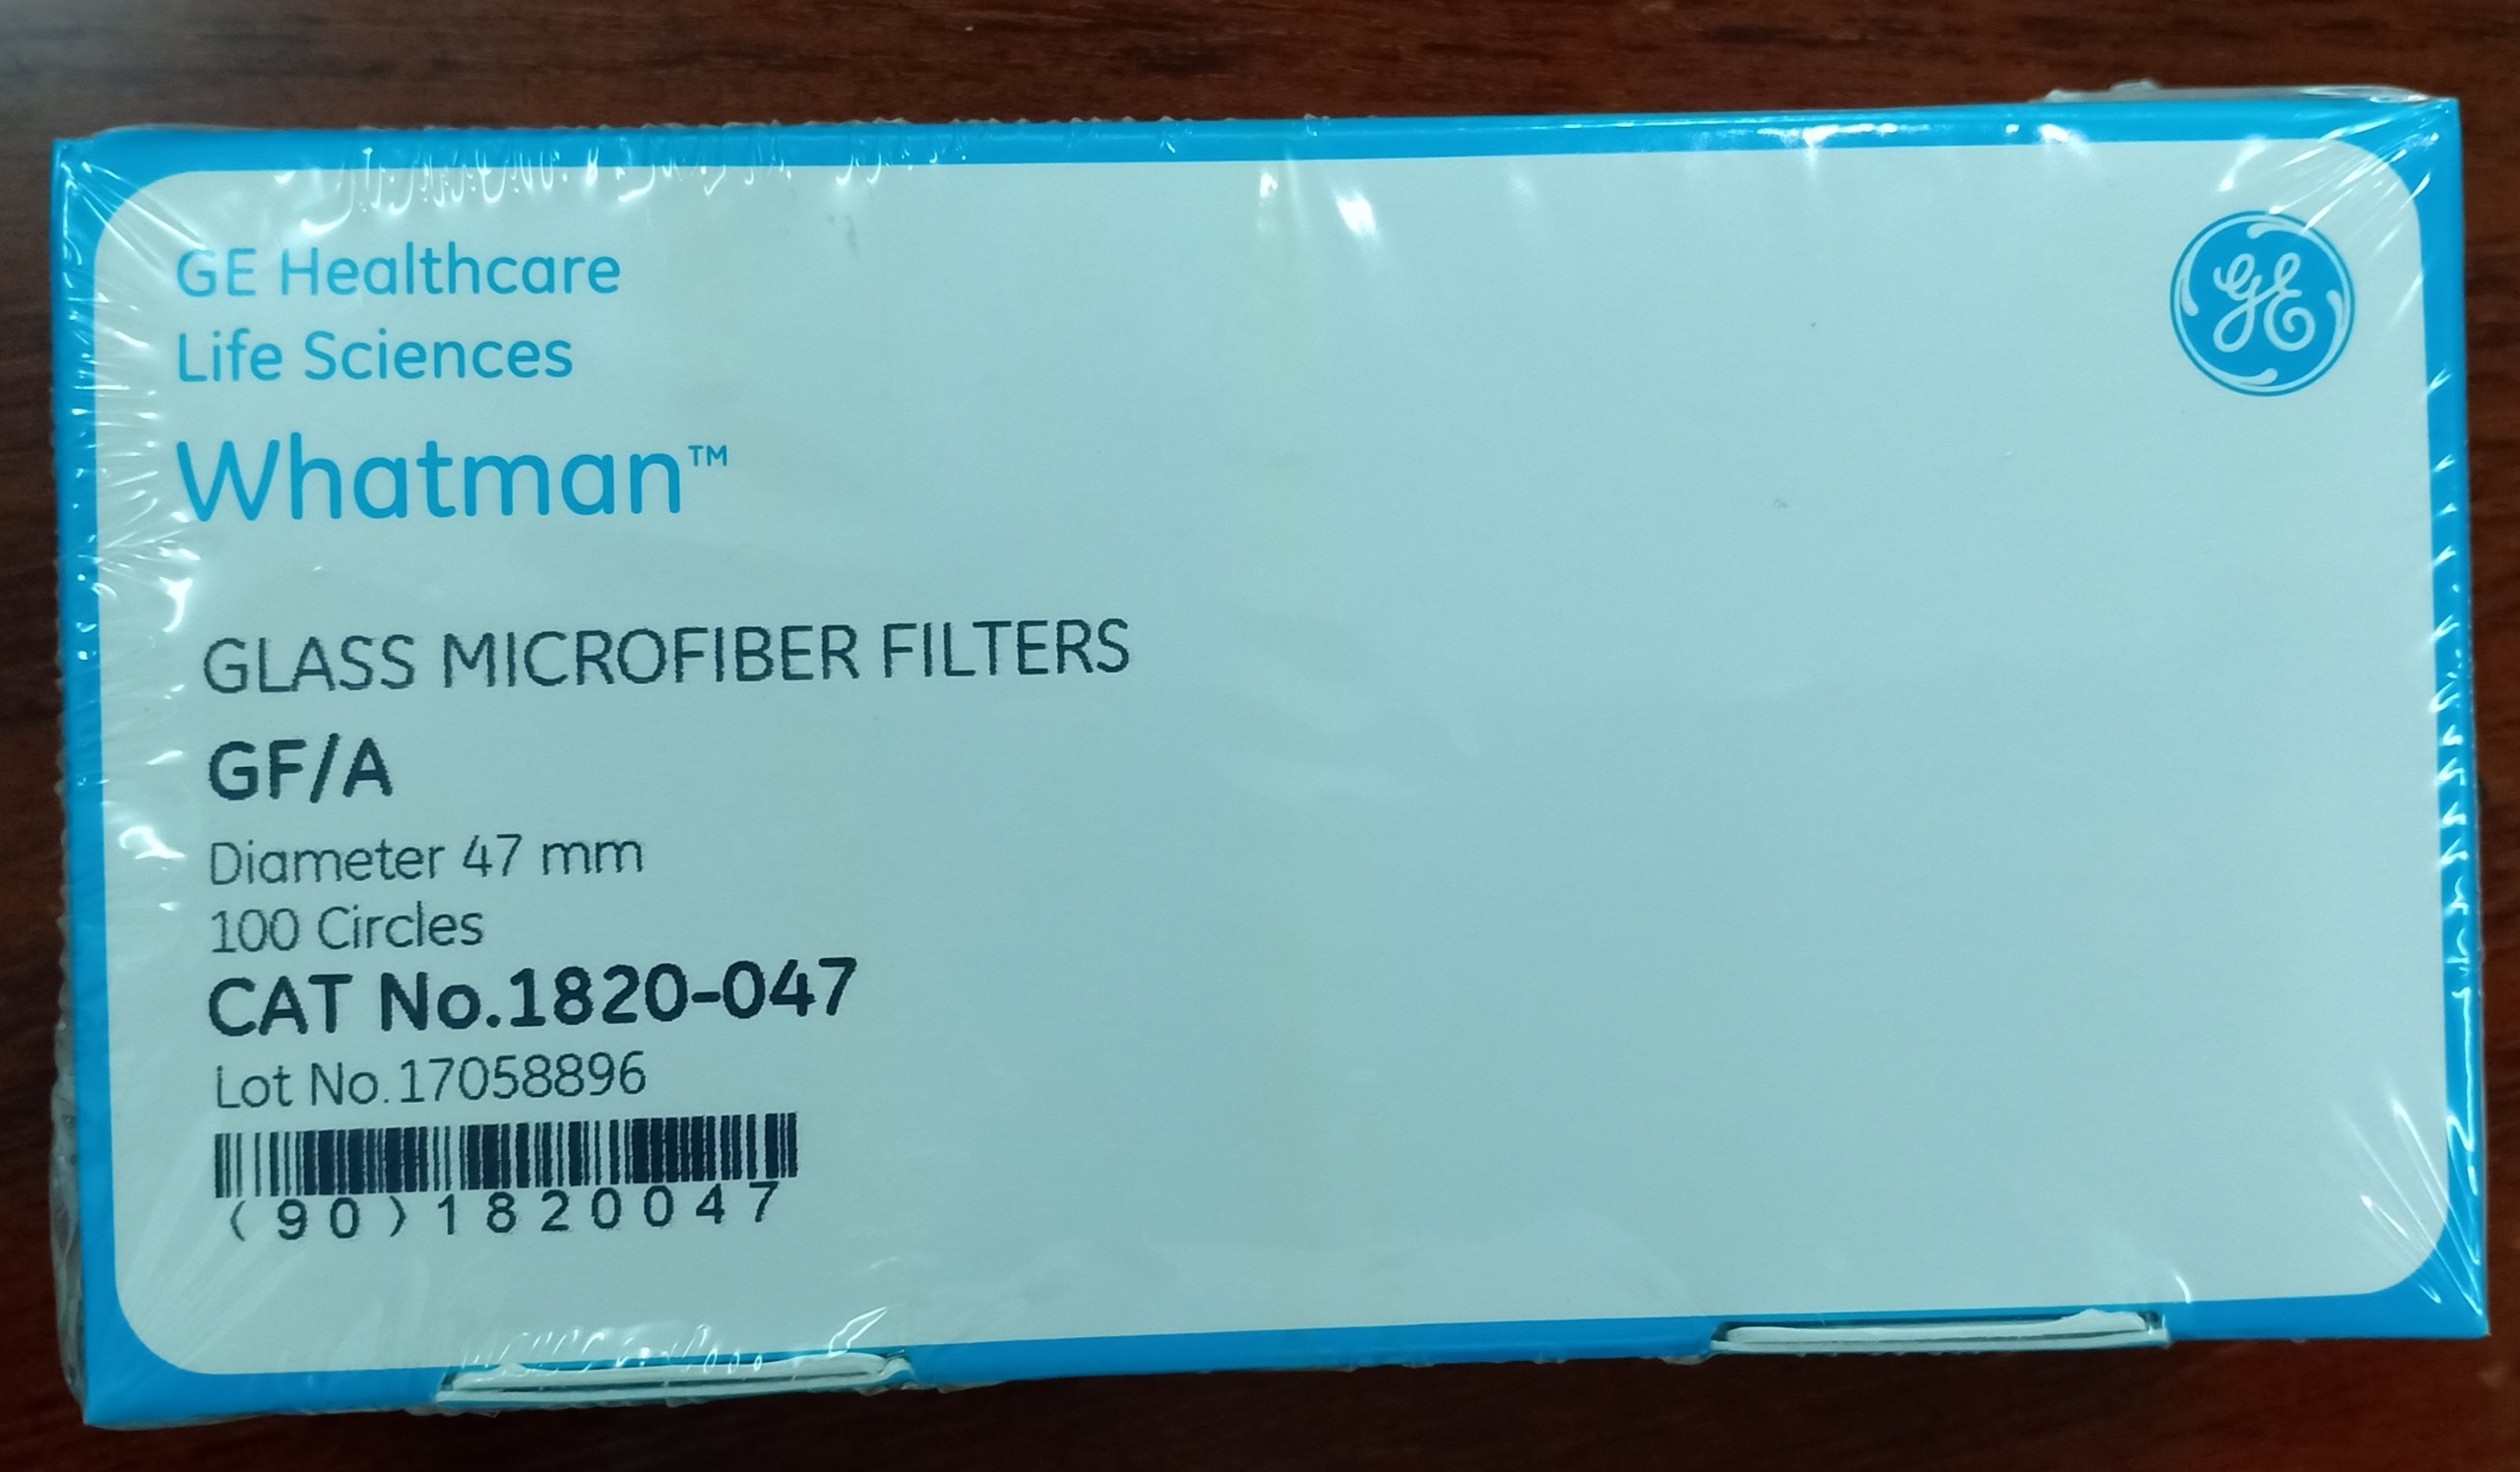 GE Healthcare
Life Sciences
Whatman™
GE
GLASS MICROFIBER FILTERS
GF/A
Diameter 47 mm
100 Circles
CAT No.1820-047
Lot No.17058896
(90)1820047